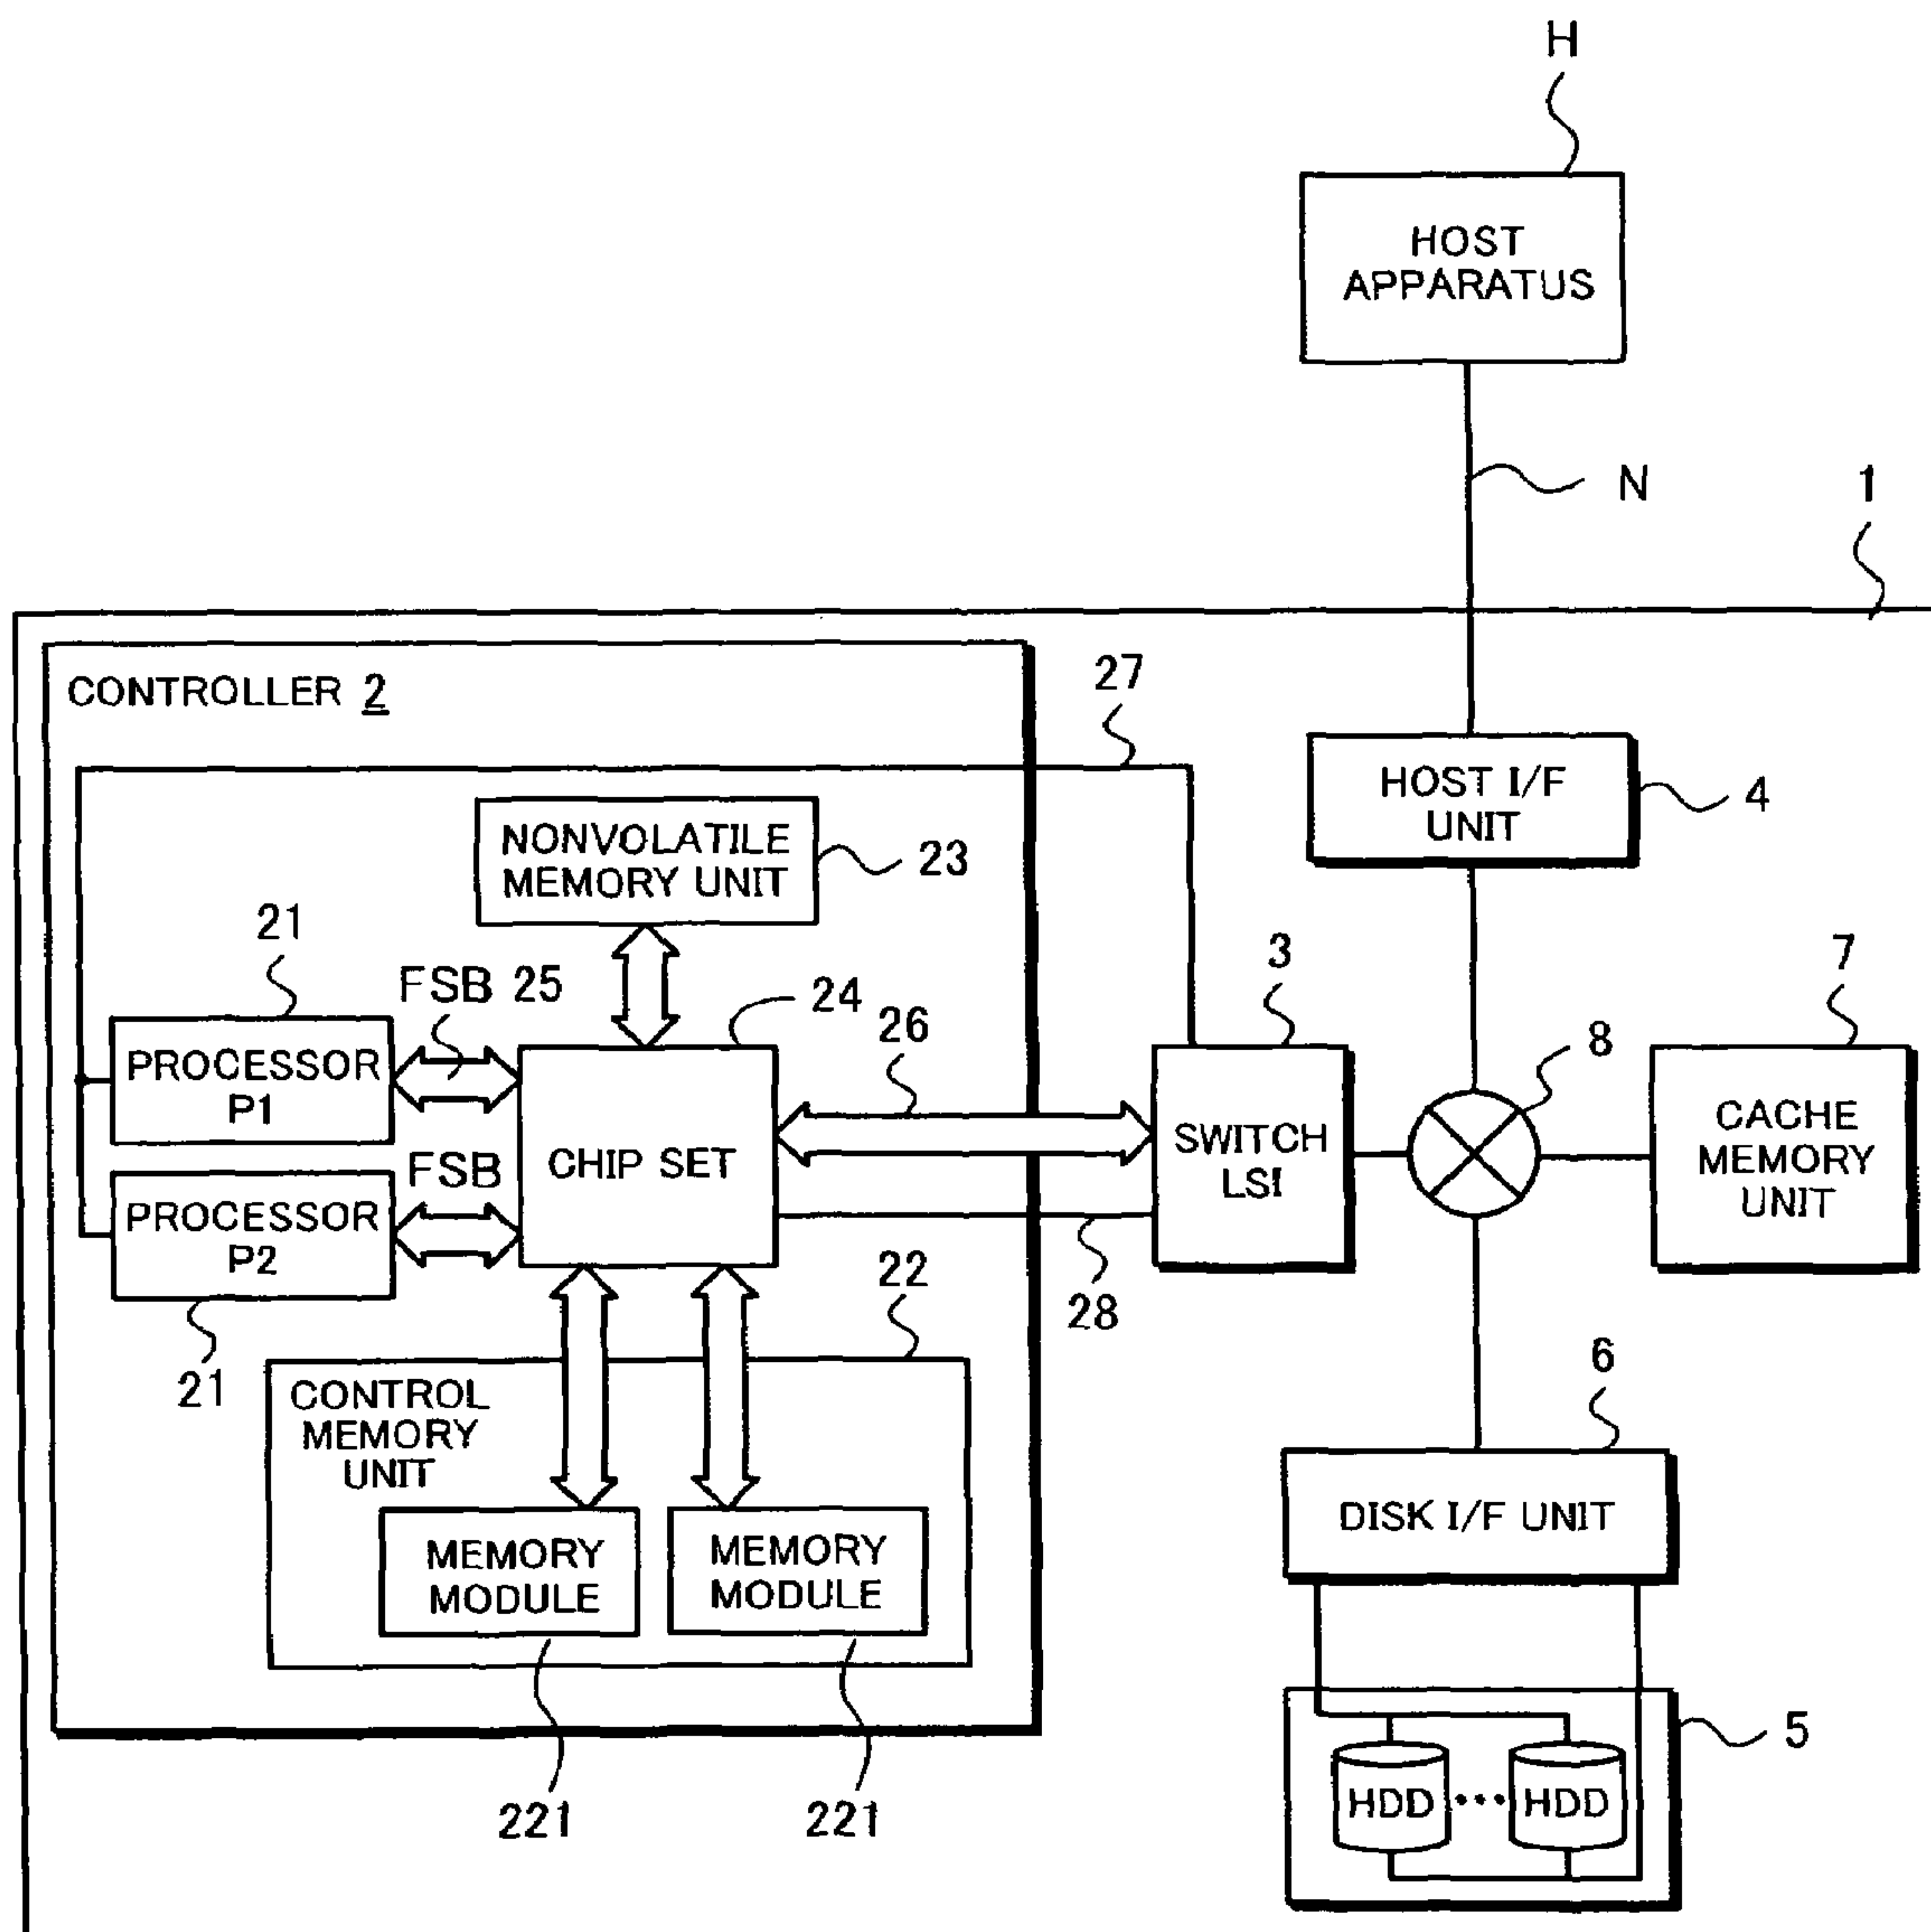 H
HOST
APPARATUS
N
1
CONTROLLER 2
27
HOST I/F
UNIT
4
NONVOLATILE
MEMORY UNIT
23
21
FSB 25
24
26
3
8
7
PROCESSOR
P1
CHIP SET
SWITCH
LSI
CACHE
MEMORY
UNIT
FSB
PROCESSOR
P2
21
22
28
6
CONTROL
MEMORY
UNIT
DISK I/F UNIT
MEMORY
MODULE
MEMORY
MODULE
221
221
5
HDD ••• HDD